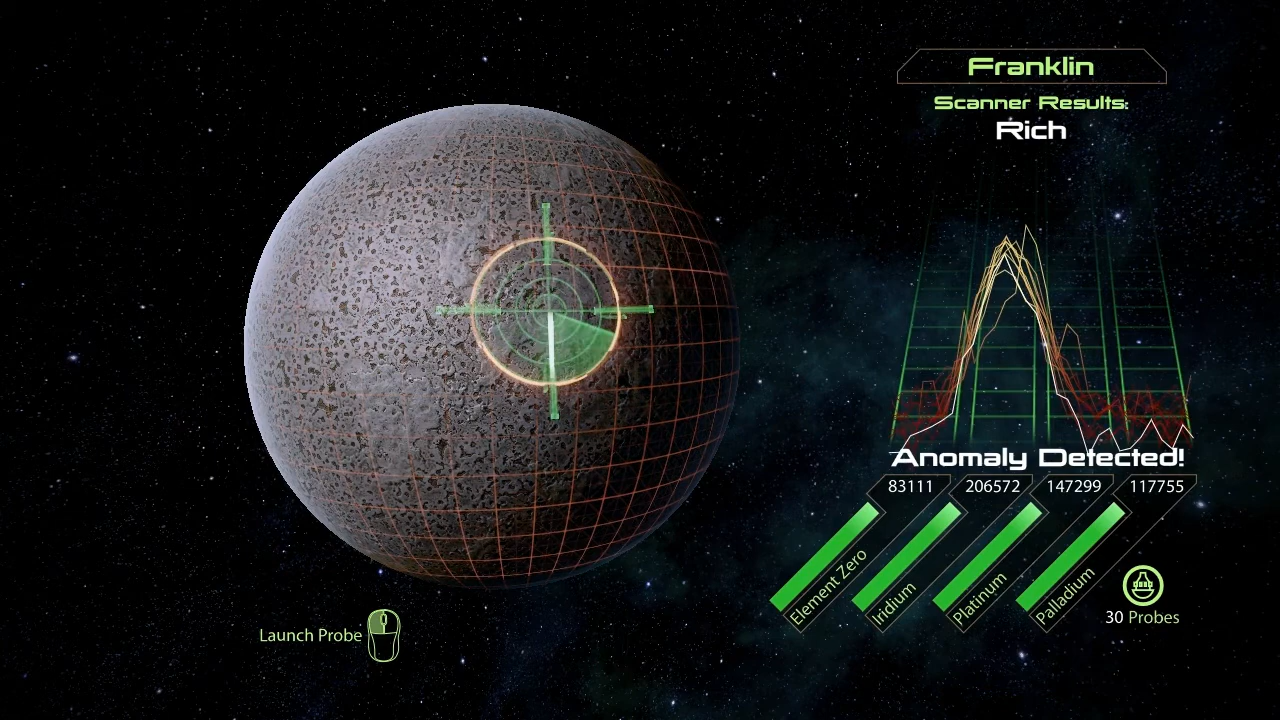 Franklin
Scanner Results:
Rich
Anomaly Detected!
83111 206572 147299 117755
Element Zero
Iridium
Platinum
Palladium
30 Probes
Launch Probe